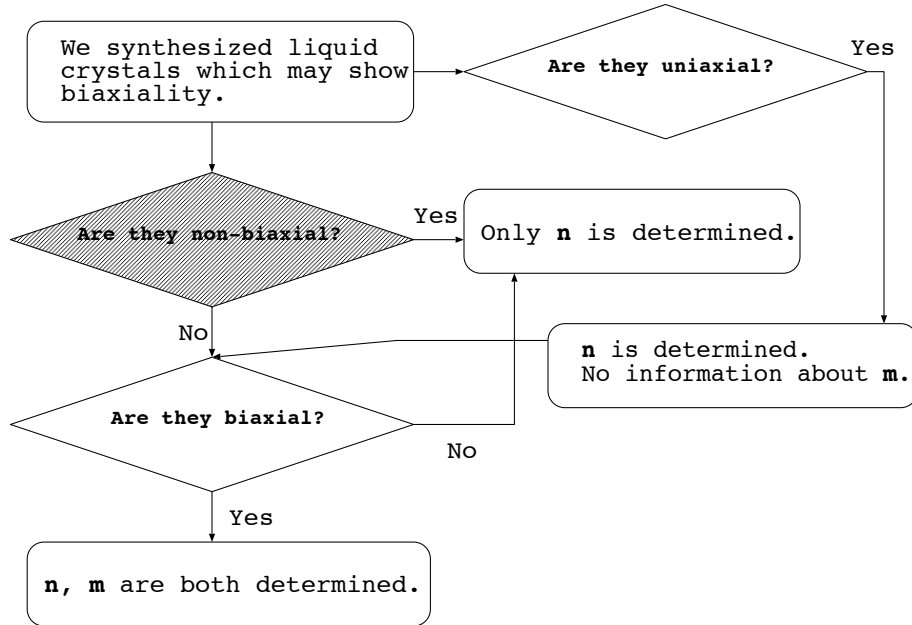 We synthesized liquid
crystals which may show
biaxiality.
Are they uniaxial?
Yes
Are they non-biaxial?
Yes
Only n is determined.
No
n is determined.
No information about m.
Are they biaxial?
No
Yes
n, m are both determined.